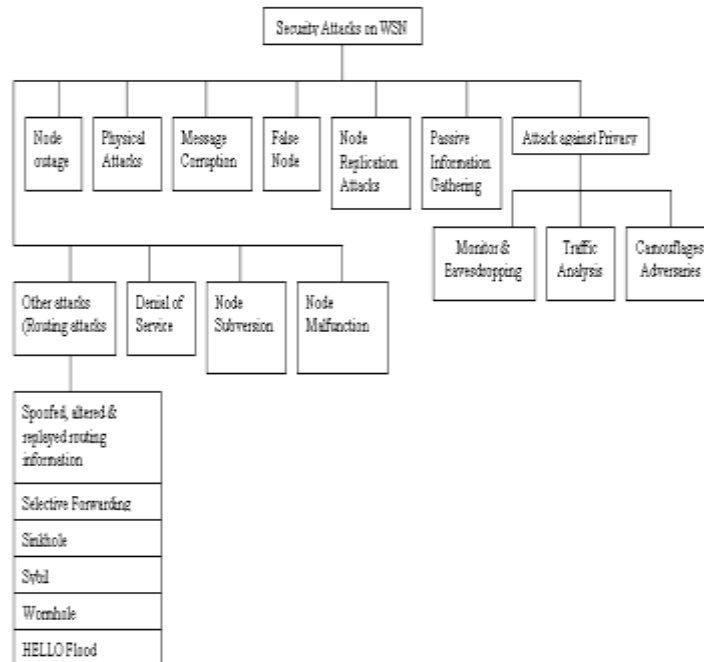 Security Attacks on WSN
Node
outage
Physical
Attacks
Message
Corruption
False
Node
Node
Replication
Attacks
Passive
Information
Gathering
Attack against Privacy
Monitor &
Eavesdropping
Traffic
Analysis
Camouflages
Adversaries
Other attacks
(Routing attacks
Denial of
Service
Node
Subversion
Node
Malfunction
Spoofed, altered &
replayed routing
information
Selective Forwarding
Sinkhole
Sybil
Wormhole
HELLO Flood